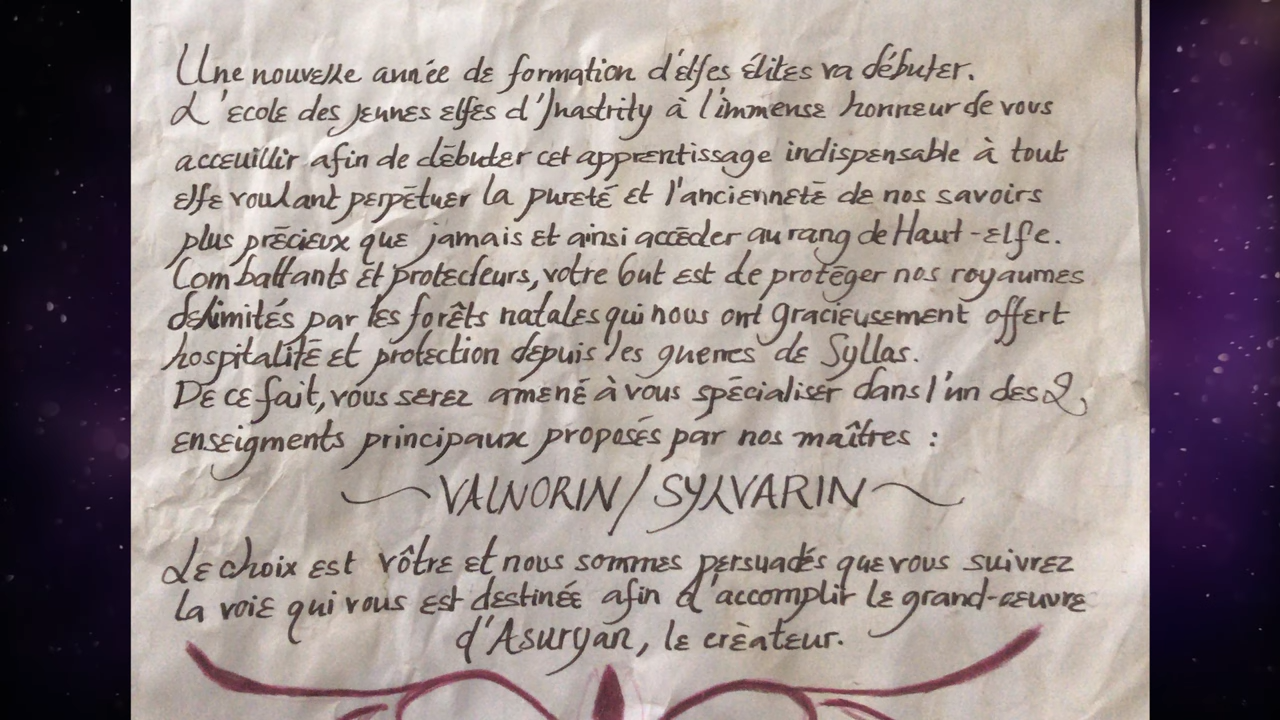 Une nouvelle année de formation d'elfes élites va débuter.
L'école des jeunes elfes d'Inastrity à l'immense honneur de vous
acceuillir afin de débuter cet apprentissage indispensable à tout
elfe voulant perpétuer la pureté et l'ancienneté de nos savoirs
plus précieux que jamais et ainsi accéder au rang de Haut-elfe.
Combattants et protecteurs, votre but est de protéger nos royaumes
délimités par les forêts natales qui nous ont gracieusement offert
hospitalité et protection depuis les guerres de Syllas.
De ce fait, vous serez amené à vous spécialiser dans l'un des 2
enseigments principaux proposés par nos maîtres :
VALNORIN/SYLVARIN
Le choix est vôtre et nous sommes persuadés que vous suivrez
la voie qui vous est destinée afin d'accomplir le grand-œuvre
d'Asuryan, le créateur.